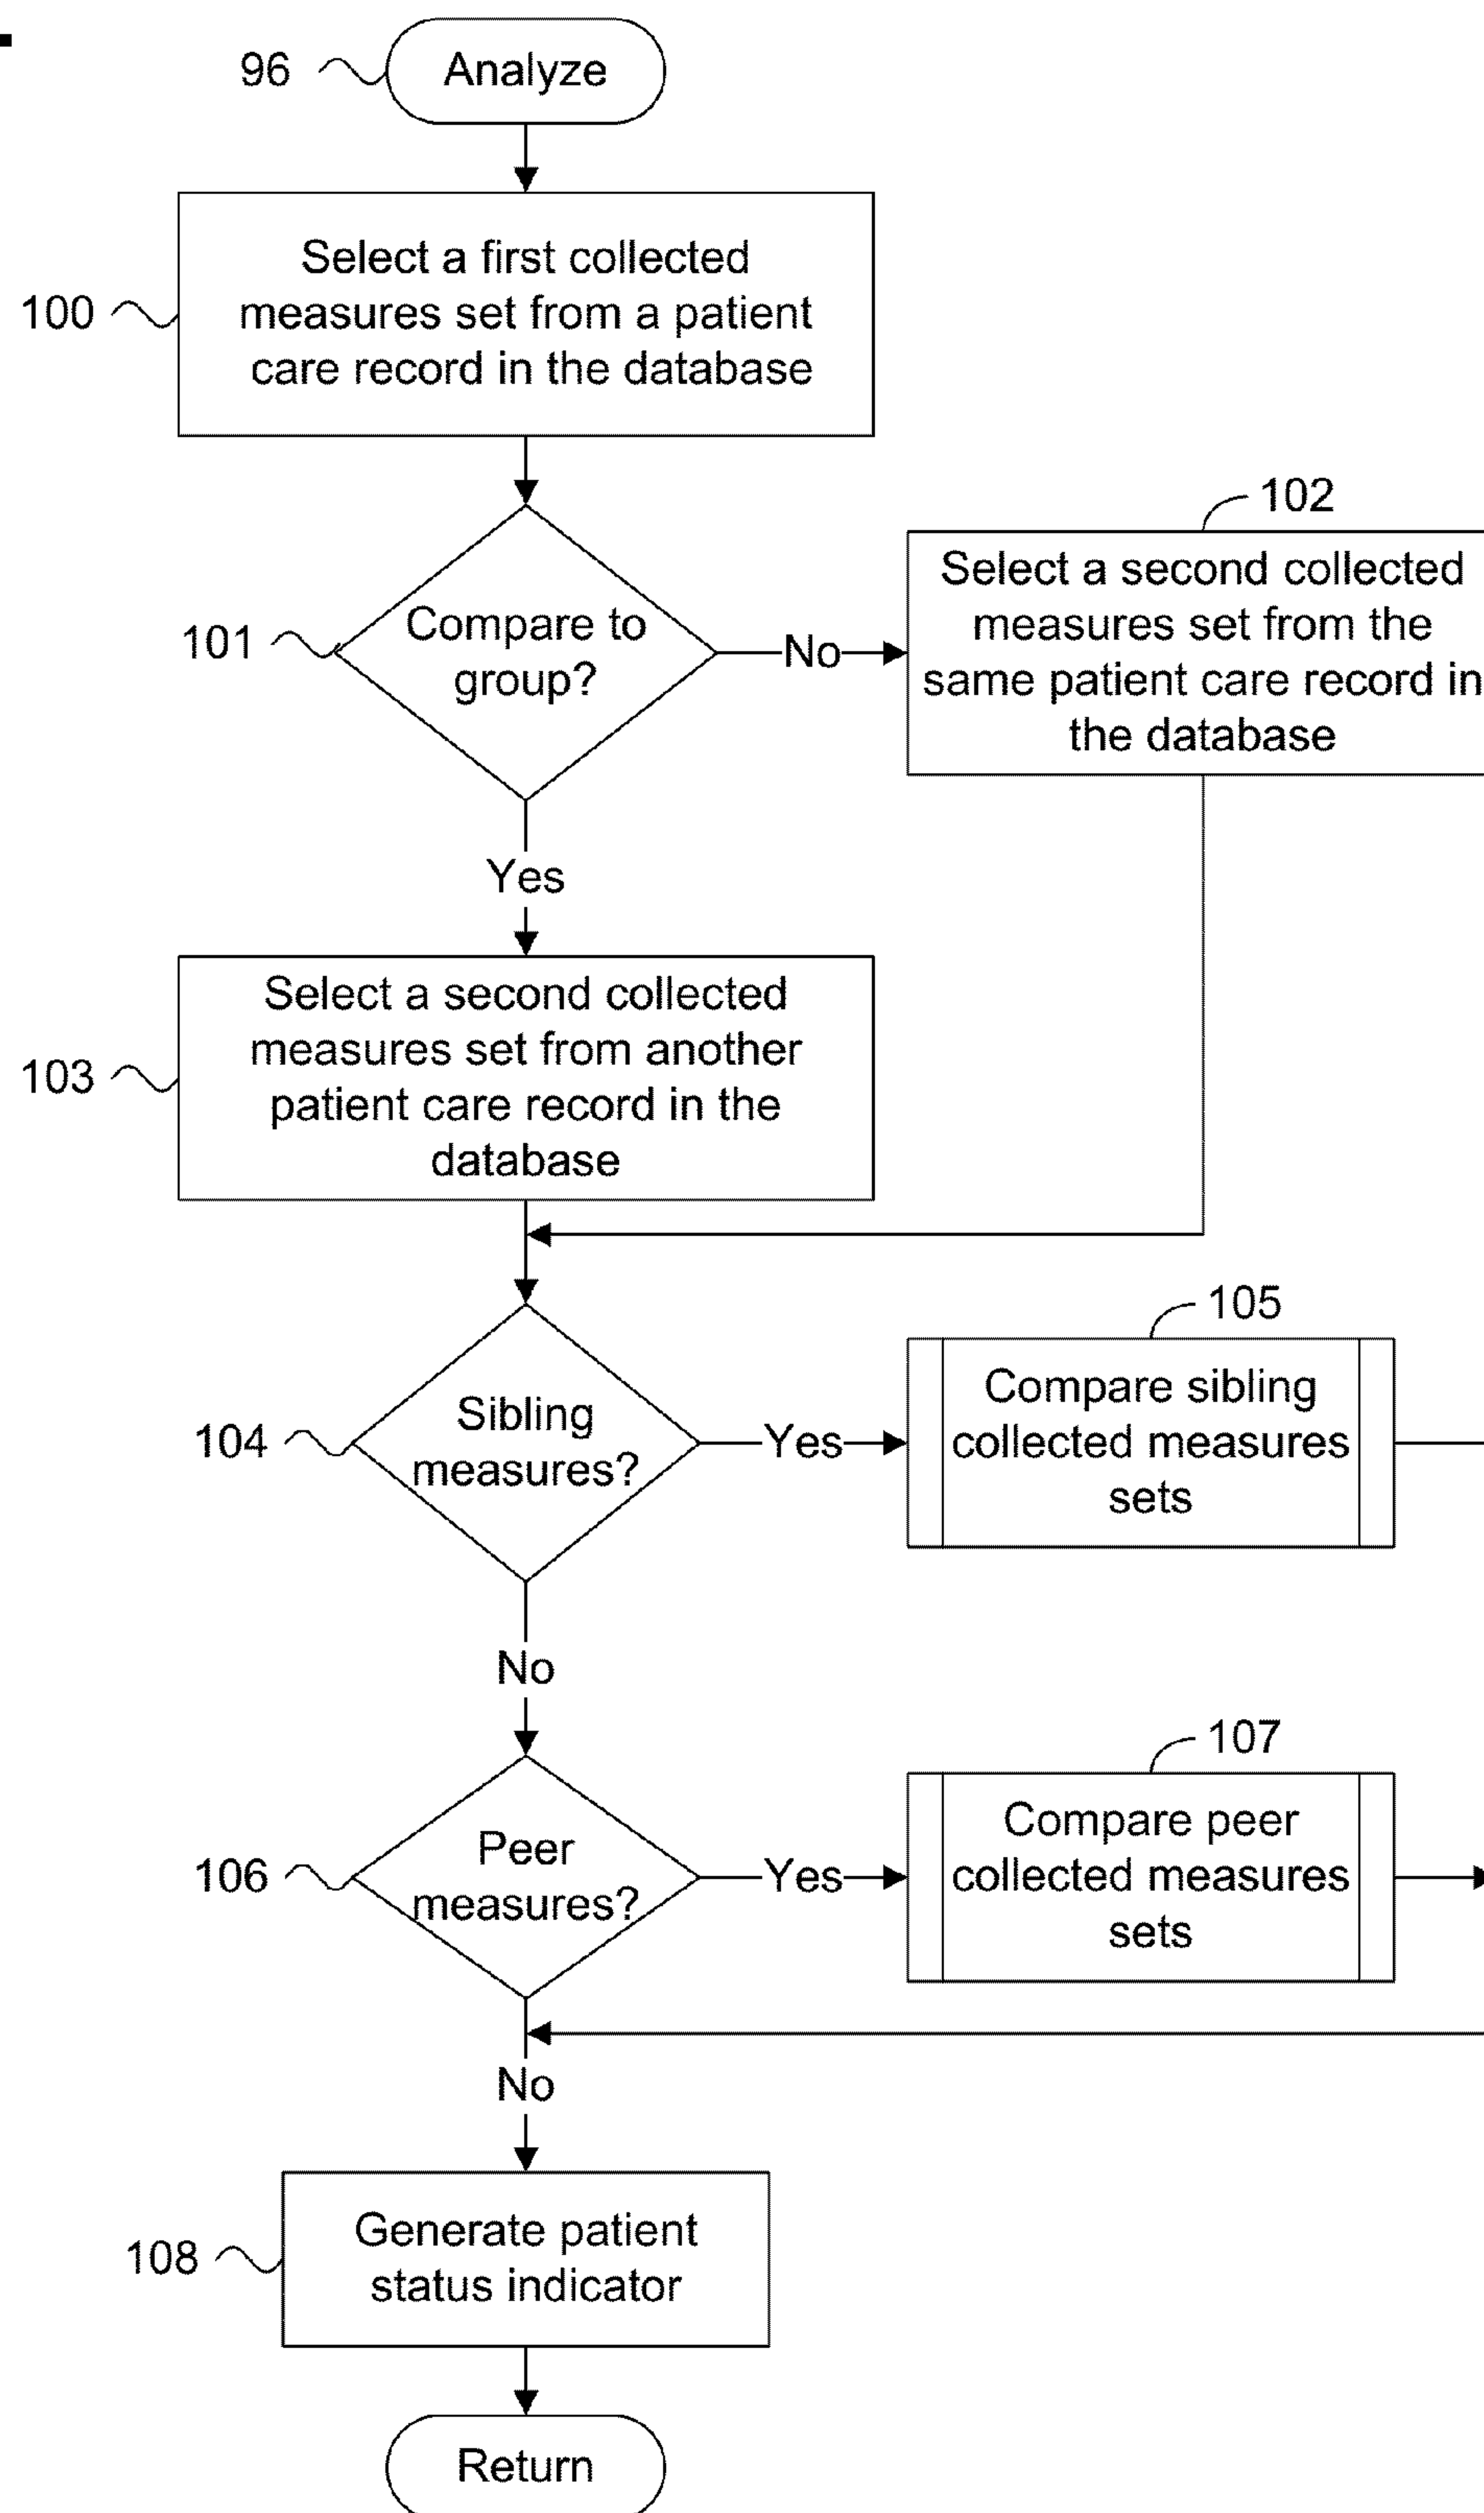 96
Analyze
100
Select a first collected
measures set from a patient
care record in the database
101
Compare to
group?
No
102
Select a second collected
measures set from the
same patient care record in
the database
Yes
103
Select a second collected
measures set from another
patient care record in the
database
104
Sibling
measures?
Yes
105
Compare sibling
collected measures
sets
No
106
Peer
measures?
Yes
107
Compare peer
collected measures
sets
No
108
Generate patient
status indicator
Return